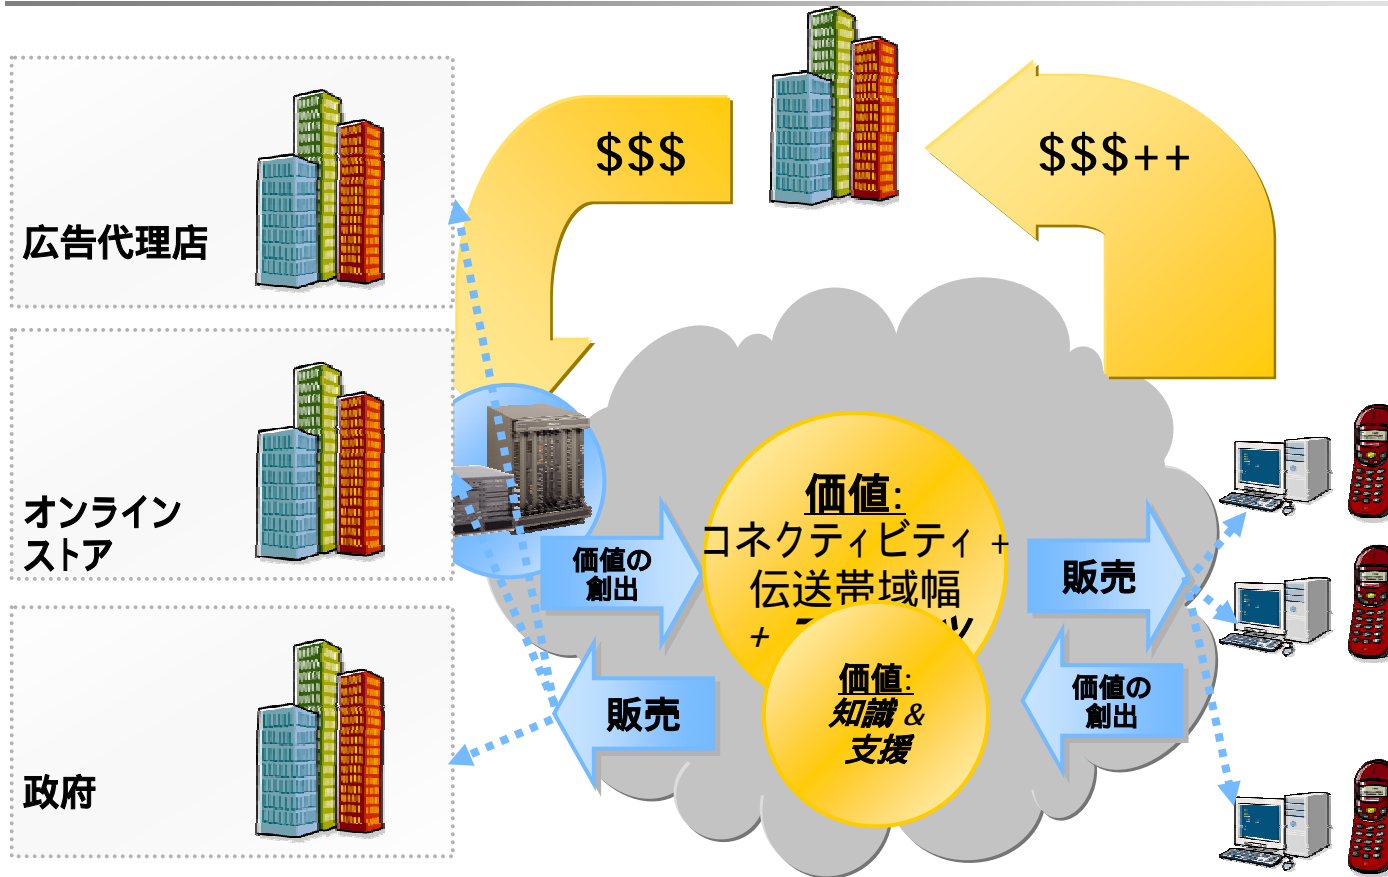 $$$
$$$++
広告代理店
オンライン
ストア
政府
価値の
創出
価値:
コネクティビティ +
伝送帯域幅
+
販売
販売
価値:
知識 &
支援
価値の
創出